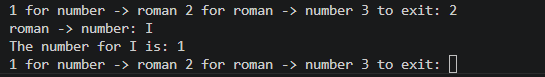 1 for number -> roman 2 for roman -> number 3 to exit: 2
roman -> number: I
The number for I is: 1
1 for number -> roman 2 for roman -> number 3 to exit: